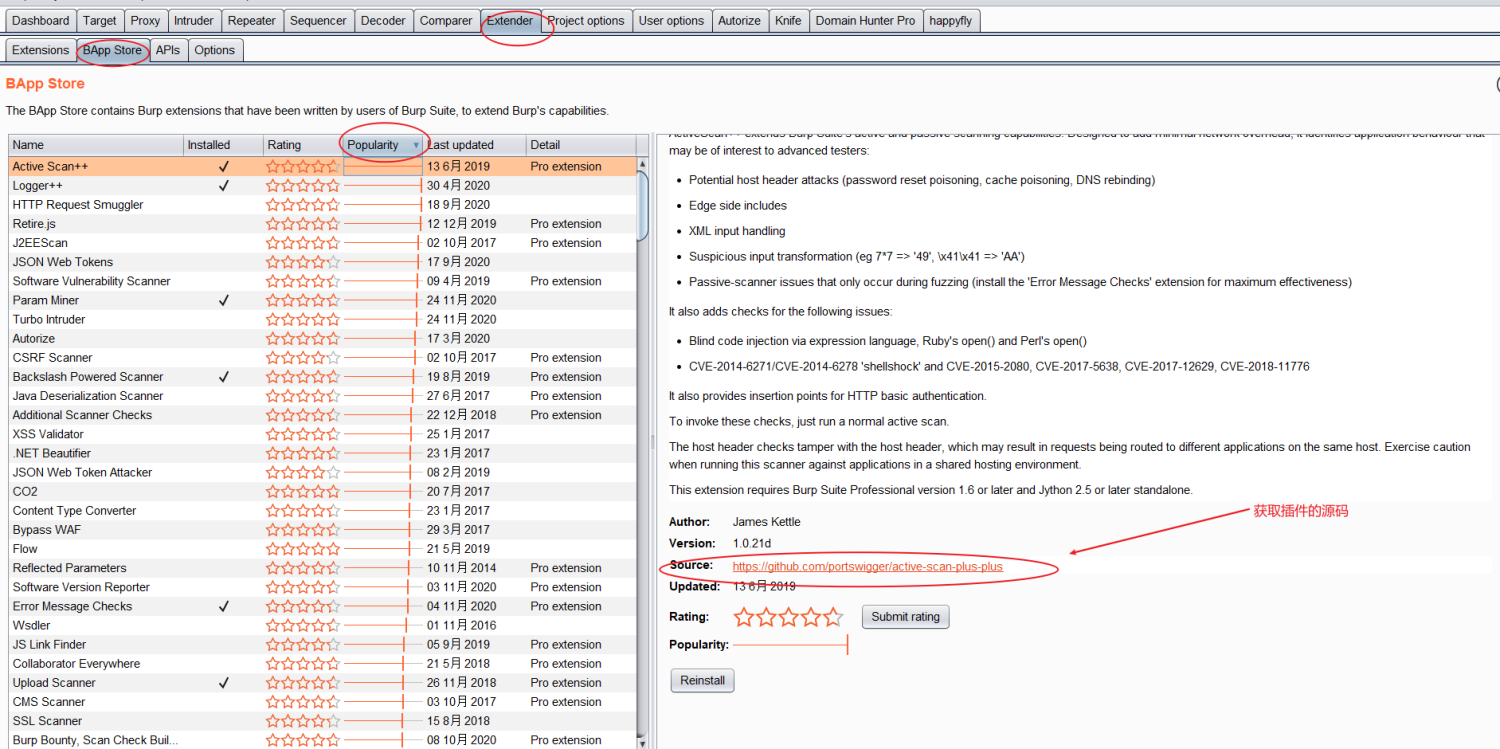 Dashboard Target Proxy Intruder Repeater Sequencer Decoder Comparer Extender Project options User options Autorize Knife Domain Hunter Pro happyfly
Extensions BApp Store APIs Options
BApp Store
The BApp Store contains Burp extensions that have been written by users of Burp Suite, to extend Burp's capabilities.
Name Installed Rating Popularity Last updated Detail
Active Scan++ 13 6月 2019 Pro extension
Logger++ 30 4月 2020
HTTP Request Smuggler 18 9月 2020
Retire.js 12 12月 2019 Pro extension
J2EEScan 02 10月 2017 Pro extension
JSON Web Tokens 17 9月 2020
Software Vulnerability Scanner 09 4月 2019 Pro extension
Param Miner 24 11月 2020
Turbo Intruder 24 11月 2020
Autorize 17 3月 2020
CSRF Scanner 02 10月 2017 Pro extension
Backslash Powered Scanner 19 8月 2019 Pro extension
Java Deserialization Scanner 27 6月 2017 Pro extension
Additional Scanner Checks 22 12月 2018 Pro extension
XSS Validator 25 1月 2017
.NET Beautifier 23 1月 2017
JSON Web Token Attacker 08 2月 2019
CO2 20 7月 2017
Content Type Converter 23 1月 2017
Bypass WAF 29 3月 2017
Flow 21 5月 2019
Reflected Parameters 10 11月 2014 Pro extension
Software Version Reporter 03 11月 2020 Pro extension
Error Message Checks 04 11月 2020 Pro extension
Wsdler 01 11月 2016
JS Link Finder 05 9月 2019 Pro extension
Collaborator Everywhere 21 5月 2018 Pro extension
Upload Scanner 26 11月 2018 Pro extension
CMS Scanner 03 10月 2017 Pro extension
SSL Scanner 15 8月 2018
Burp Bounty, Scan Check Buil... 08 10月 2020 Pro extension
ActiveScan++ extends Burp Suite's active and passive scanning capabilities. Designed to add minimal network overhead, it identifies application behaviour that
may be of interest to advanced testers:
Potential host header attacks (password reset poisoning, cache poisoning, DNS rebinding)
Edge side includes
XML input handling
Suspicious input transformation (eg 7*7 => '49', \x41\x41 => 'AA')
Passive-scanner issues that only occur during fuzzing (install the 'Error Message Checks' extension for maximum effectiveness)
It also adds checks for the following issues:
Blind code injection via expression language, Ruby's open() and Perl's open()
CVE-2014-6271/CVE-2014-6278 'shellshock' and CVE-2015-2080, CVE-2017-5638, CVE-2017-12629, CVE-2018-11776
It also provides insertion points for HTTP basic authentication.
To invoke these checks, just run a normal active scan.
The host header checks tamper with the host header, which may result in requests being routed to different applications on the same host. Exercise caution
when running this scanner against applications in a shared hosting environment.
This extension requires Burp Suite Professional version 1.6 or later and Jython 2.5 or later standalone.
获取插件的源码
Author: James Kettle
Version: 1.0.21d
Source: https://github.com/portswigger/active-scan-plus-plus
Updated: 13 6月 2019
Rating: Submit rating
Popularity:
Reinstall